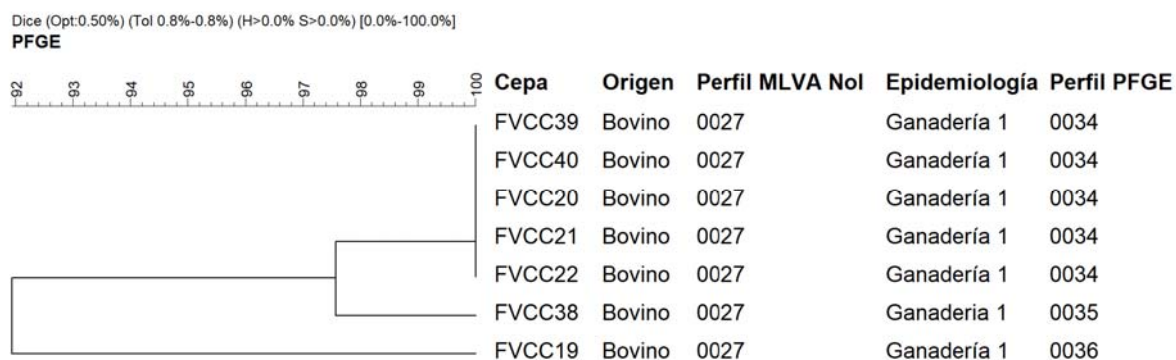 Dice (Opt:0.50%) (Tol 0.8%-0.8%) (H>0.0% S>0.0%) [0.0%-100.0%]
PFGE
92 93 94 95 96 97 98 99 100
Cepa Origen Perfil MLVA Nol Epidemiología Perfil PFGE
FVCC39 Bovino 0027 Ganadería 1 0034
FVCC40 Bovino 0027 Ganadería 1 0034
FVCC20 Bovino 0027 Ganadería 1 0034
FVCC21 Bovino 0027 Ganadería 1 0034
FVCC22 Bovino 0027 Ganadería 1 0034
FVCC38 Bovino 0027 Ganaderia 1 0035
FVCC19 Bovino 0027 Ganadería 1 0036